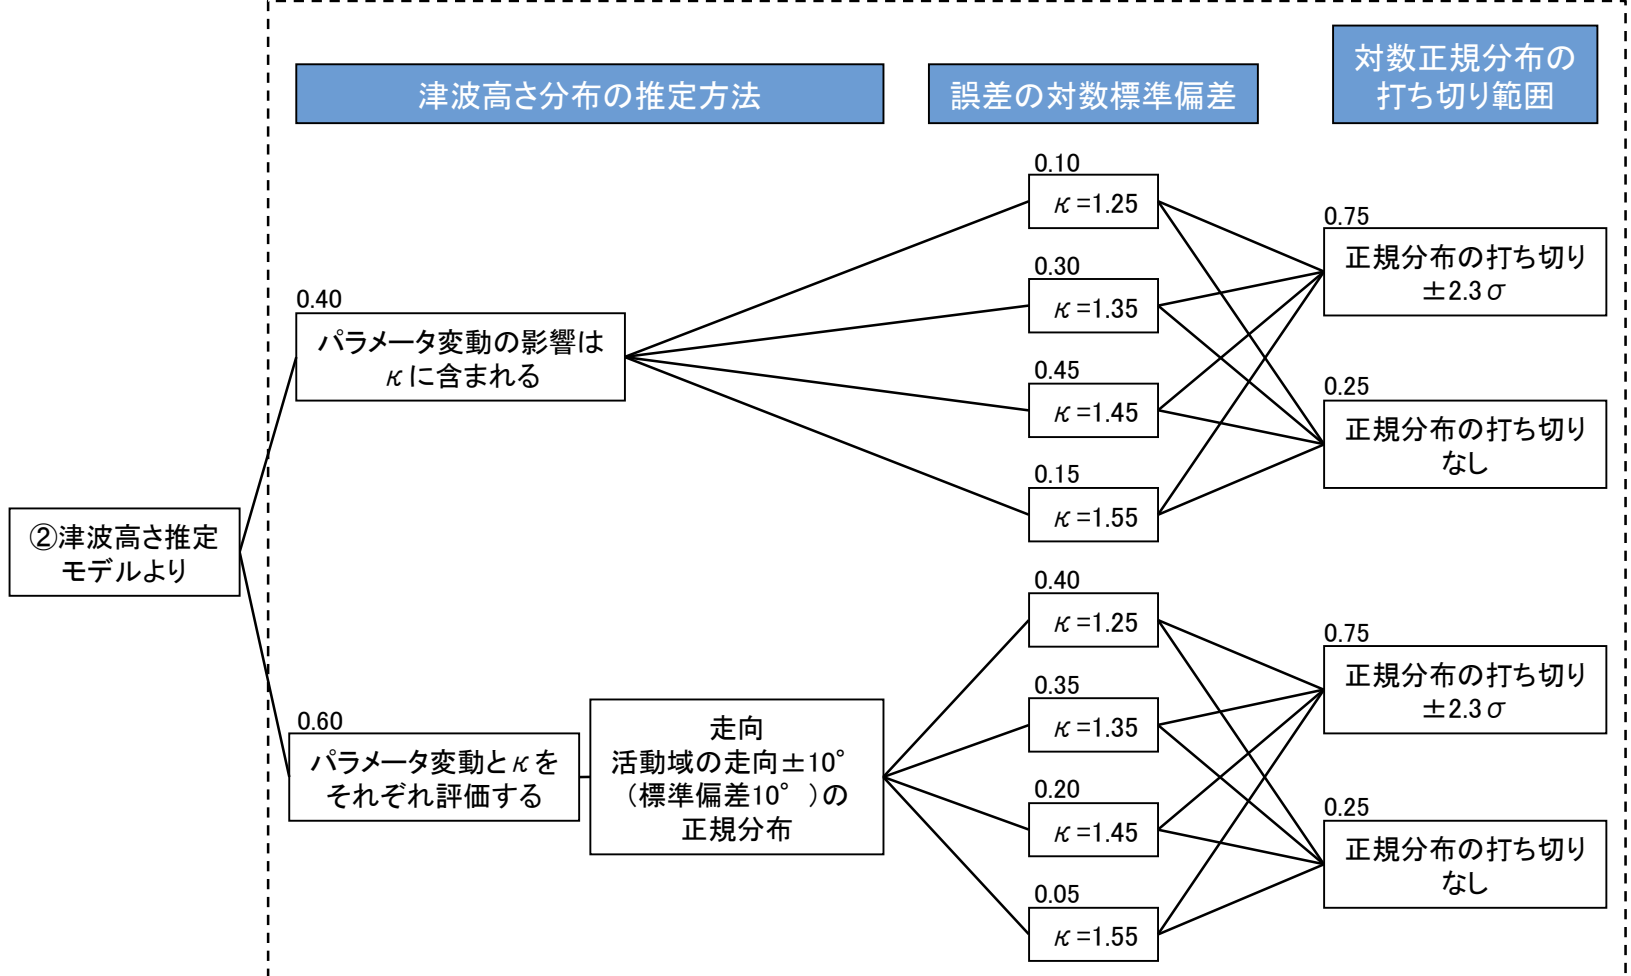 津波高さ分布の推定方法
誤差の対数標準偏差
対数正規分布の
打ち切り範囲
0.40
パラメータ変動の影響は
κに含まれる
0.10
κ=1.25
0.30
κ=1.35
0.45
κ=1.45
0.15
κ=1.55
0.75
正規分布の打ち切り
±2.3σ
0.25
正規分布の打ち切り
なし
②津波高さ推定
モデルより
0.60
パラメータ変動とκを
それぞれ評価する
走向
活動域の走向±10°
(標準偏差10° )の
正規分布
0.40
κ=1.25
0.35
κ=1.35
0.20
κ=1.45
0.05
κ=1.55
0.75
正規分布の打ち切り
±2.3σ
0.25
正規分布の打ち切り
なし